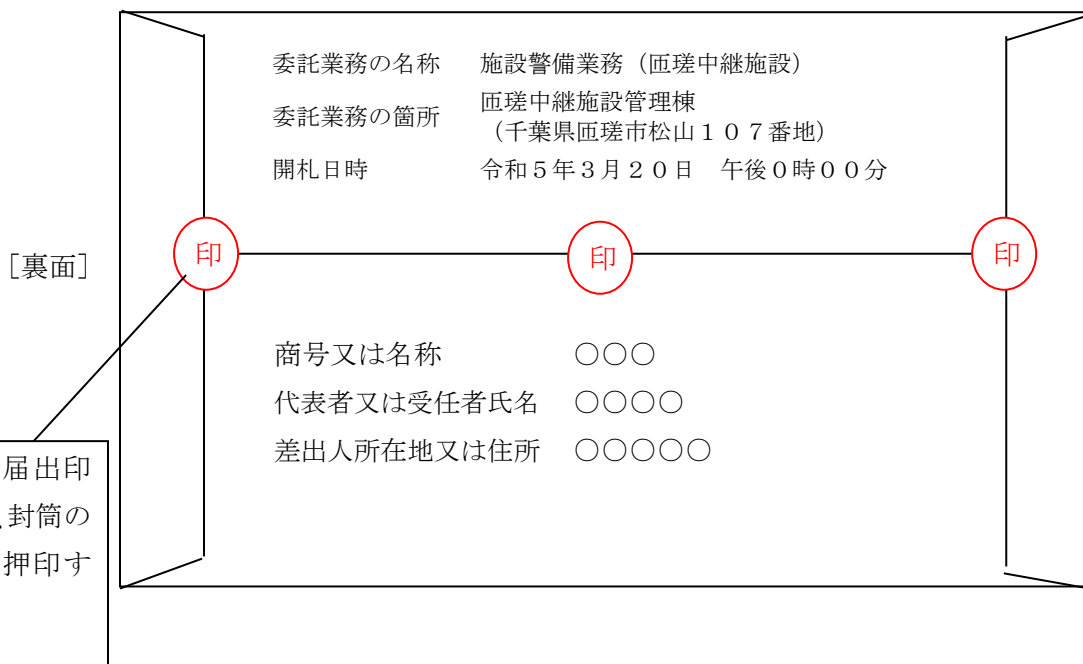 委託業務の名称　施設警備業務（匝瑳中継施設）
委託業務の箇所　匝瑳中継施設管理棟
（千葉県匝瑳市松山１０７番地）
開札日時　令和５年３月２０日　午後０時００分
［裏面］
印　印　印
商号又は名称　○○○
代表者又は受任者氏名　○○○○
差出人所在地又は住所　○○○○○
届出印
、封筒の
押印す